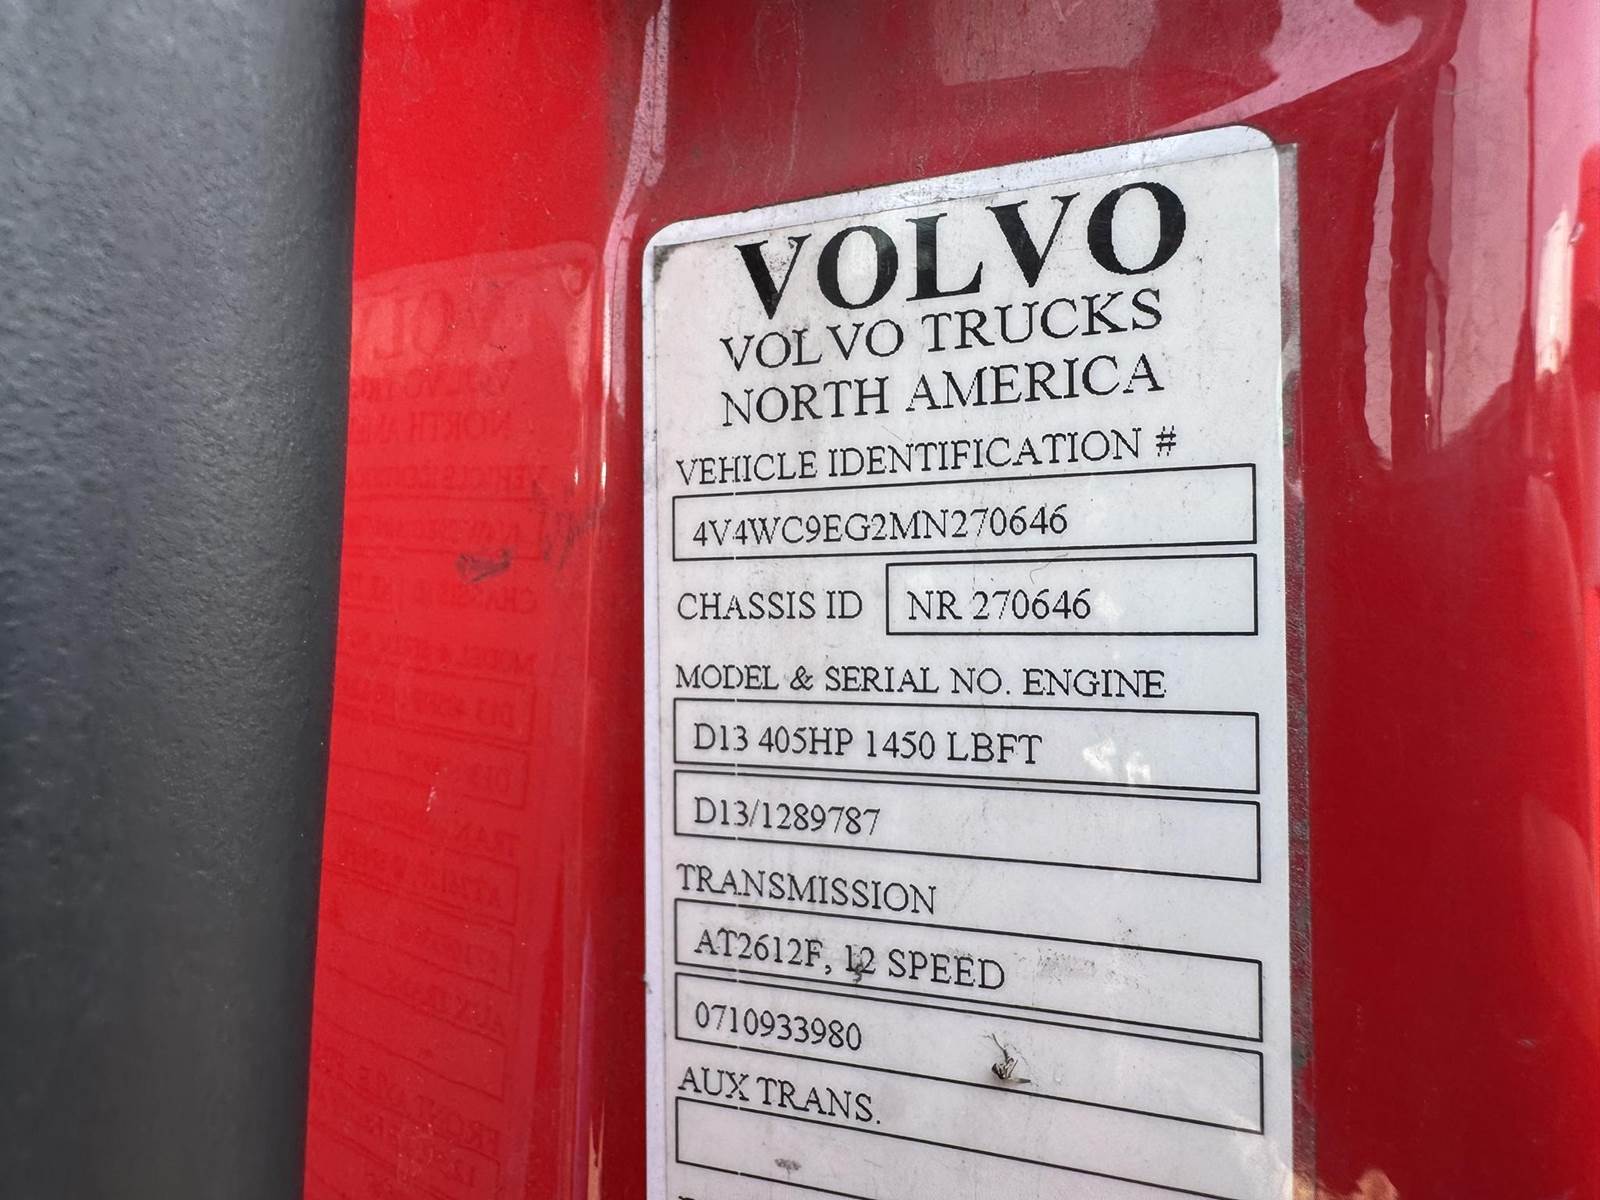 VOLVO
VOLVO TRUCKS
NORTH AMERICA
VEHICLE IDENTIFICATION #
4V4WC9EG2MN270646
CHASSIS ID NR 270646
MODEL & SERIAL NO. ENGINE
D13 405HP 1450 LBFT
D13/1289787
TRANSMISSION
AT2612F, 12 SPEED
0710933980
AUX TRANS.